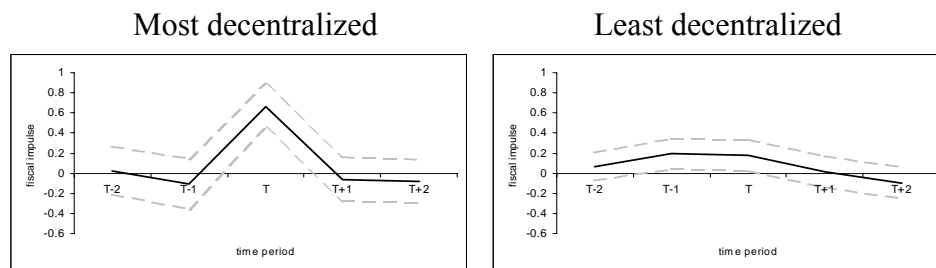 Most decentralized
Least decentralized
fiscal impulse
1
0.8
0.6
0.4
0.2
0
-0.2
-0.4
-0.6
T-2
T-1
T
T+1
T+2
time period
fiscal impulse
1
0.8
0.6
0.4
0.2
0
-0.2
-0.4
-0.6
T-2
T-1
T
T+1
T+2
time period